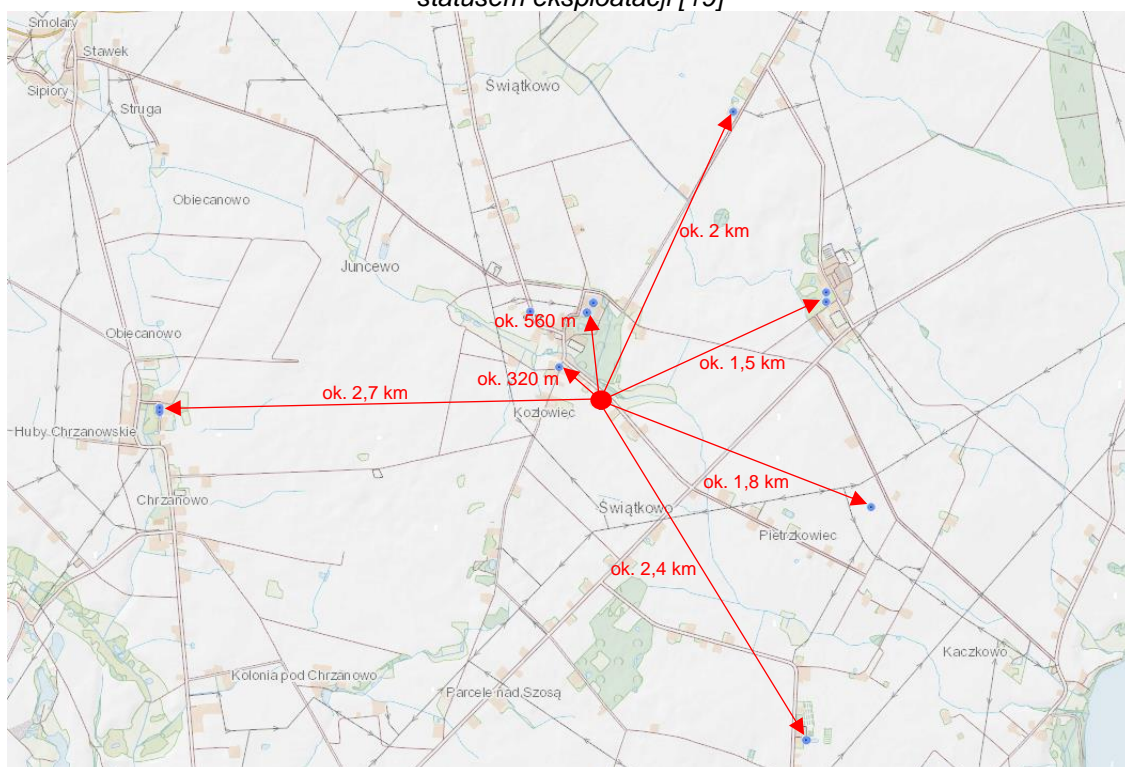 statusem eksploatacji [19]
Smolary
Stawek
Sipiory
Struga
Świątkowo
Obiecanowo
ok. 2 km
Juncewo
ok. 560 m
Obiecanowo
ok. 1,5 km
ok. 320 m
ok. 2,7 km
Kozłowiec
Huby Chrzanowskie
ok. 1,8 km
Chrzanowo
Świątkowo
Pietrzkowiec
ok. 2,4 km
Kaczkowo
Kolonia pod Chrzanowo
Parcele nad Szosą